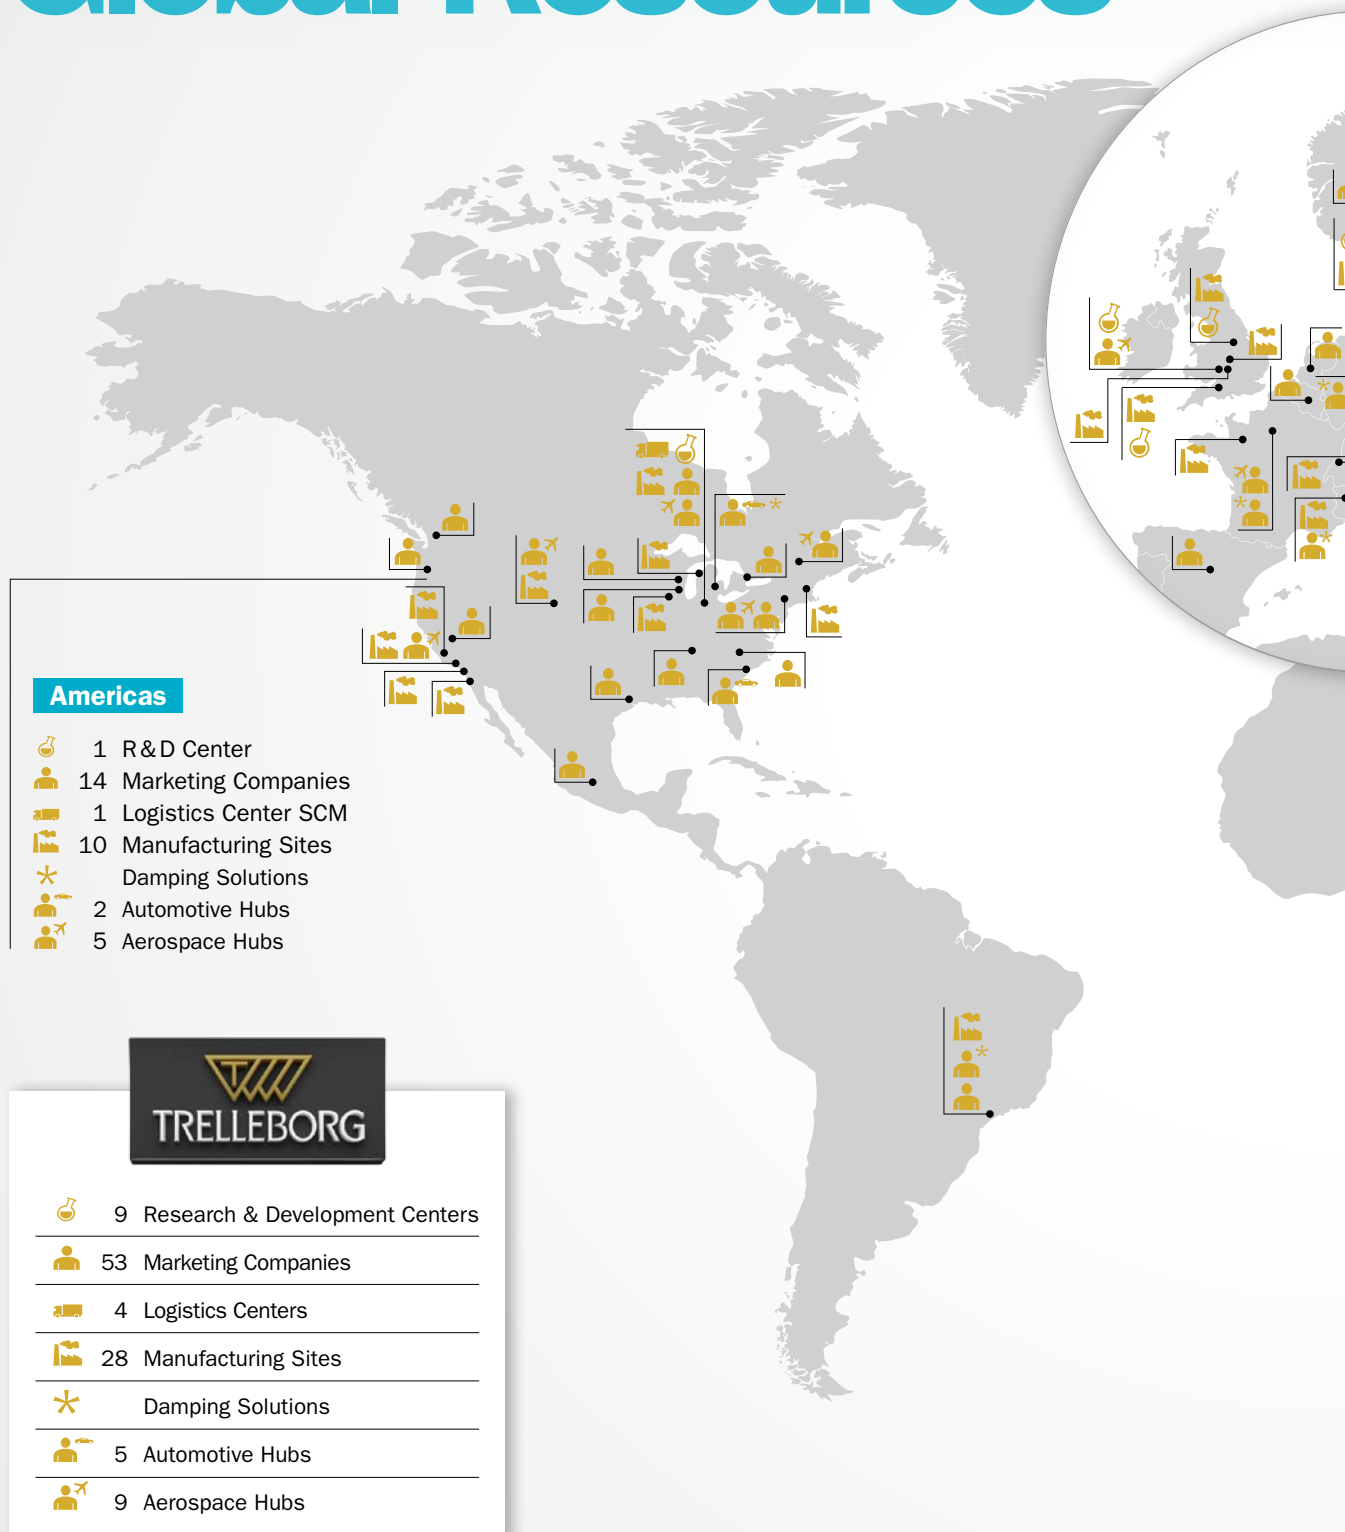 Global Resources
Americas
1 R&D Center
14 Marketing Companies
1 Logistics Center SCM
10 Manufacturing Sites
Damping Solutions
2 Automotive Hubs
5 Aerospace Hubs
TRELLEBORG
9 Research & Development Centers
53 Marketing Companies
4 Logistics Centers
28 Manufacturing Sites
Damping Solutions
5 Automotive Hubs
9 Aerospace Hubs